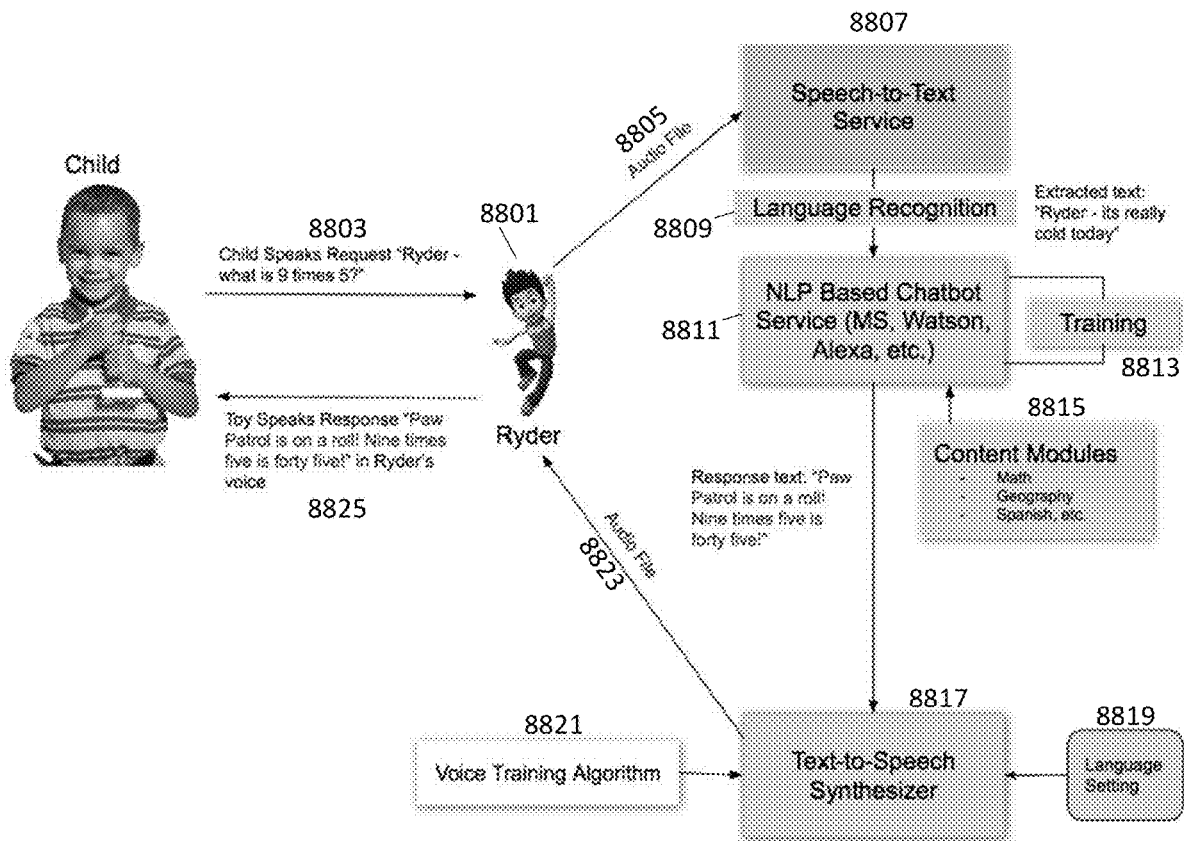 8807
Speech-to-Text
Service
8805
Audio File
Child
8803
Child Speaks Request "Ryder -
what is 9 times 5?"
8801
8809
Language Recognition
Extracted text:
"Ryder - its really
cold today"
8811
NLP Based Chatbot
Service (MS, Watson,
Alexa, etc.)
Training
8813
Toy Speaks Response "Paw
Patrol is on a roll! Nine times
five is forty five!" in Ryder's
voice
8825
Ryder
8815
Content Modules
- Math
- Geography
- Spanish, etc.
Response text: "Paw
Patrol is on a roll!
Nine times five is
forty five!"
Audio File
8823
8821
Voice Training Algorithm
8817
Text-to-Speech
Synthesizer
8819
Language
Setting